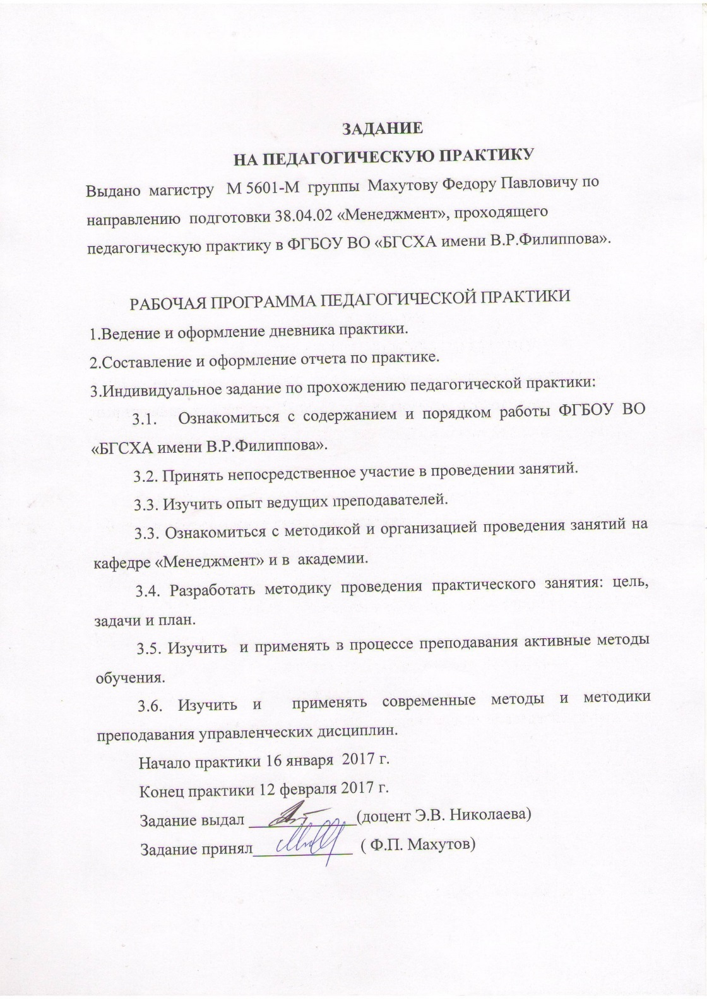 ЗАДАНИЕ
НА ПЕДАГОГИЧЕСКУЮ ПРАКТИКУ
Выдано магистру М 5601-М группы Махутову Федору Павловичу по
направлению подготовки 38.04.02 «Менеджмент», проходящего
педагогическую практику в ФГБОУ ВО «БГСХА имени В.Р.Филиппова».
РАБОЧАЯ ПРОГРАММА ПЕДАГОГИЧЕСКОЙ ПРАКТИКИ
1.Ведение и оформление дневника практики.
2.Составление и оформление отчета по практике.
3.Индивидуальное задание по прохождению педагогической практики:
3.1. Ознакомиться с содержанием и порядком работы ФГБОУ ВО
«БГСХА имени В.Р.Филиппова».
3.2. Принять непосредственное участие в проведении занятий.
3.3. Изучить опыт ведущих преподавателей.
3.3. Ознакомиться с методикой и организацией проведения занятий на
кафедре «Менеджмент» и в академии.
3.4. Разработать методику проведения практического занятия: цель,
задачи и план.
3.5. Изучить и применять в процессе преподавания активные методы
обучения.
3.6. Изучить и применять современные методы и методики
преподавания управленческих дисциплин.
Начало практики 16 января 2017 г.
Конец практики 12 февраля 2017 г.
Задание выдал _____________(доцент Э.В. Николаева)
Задание принял____________ ( Ф.П. Махутов)